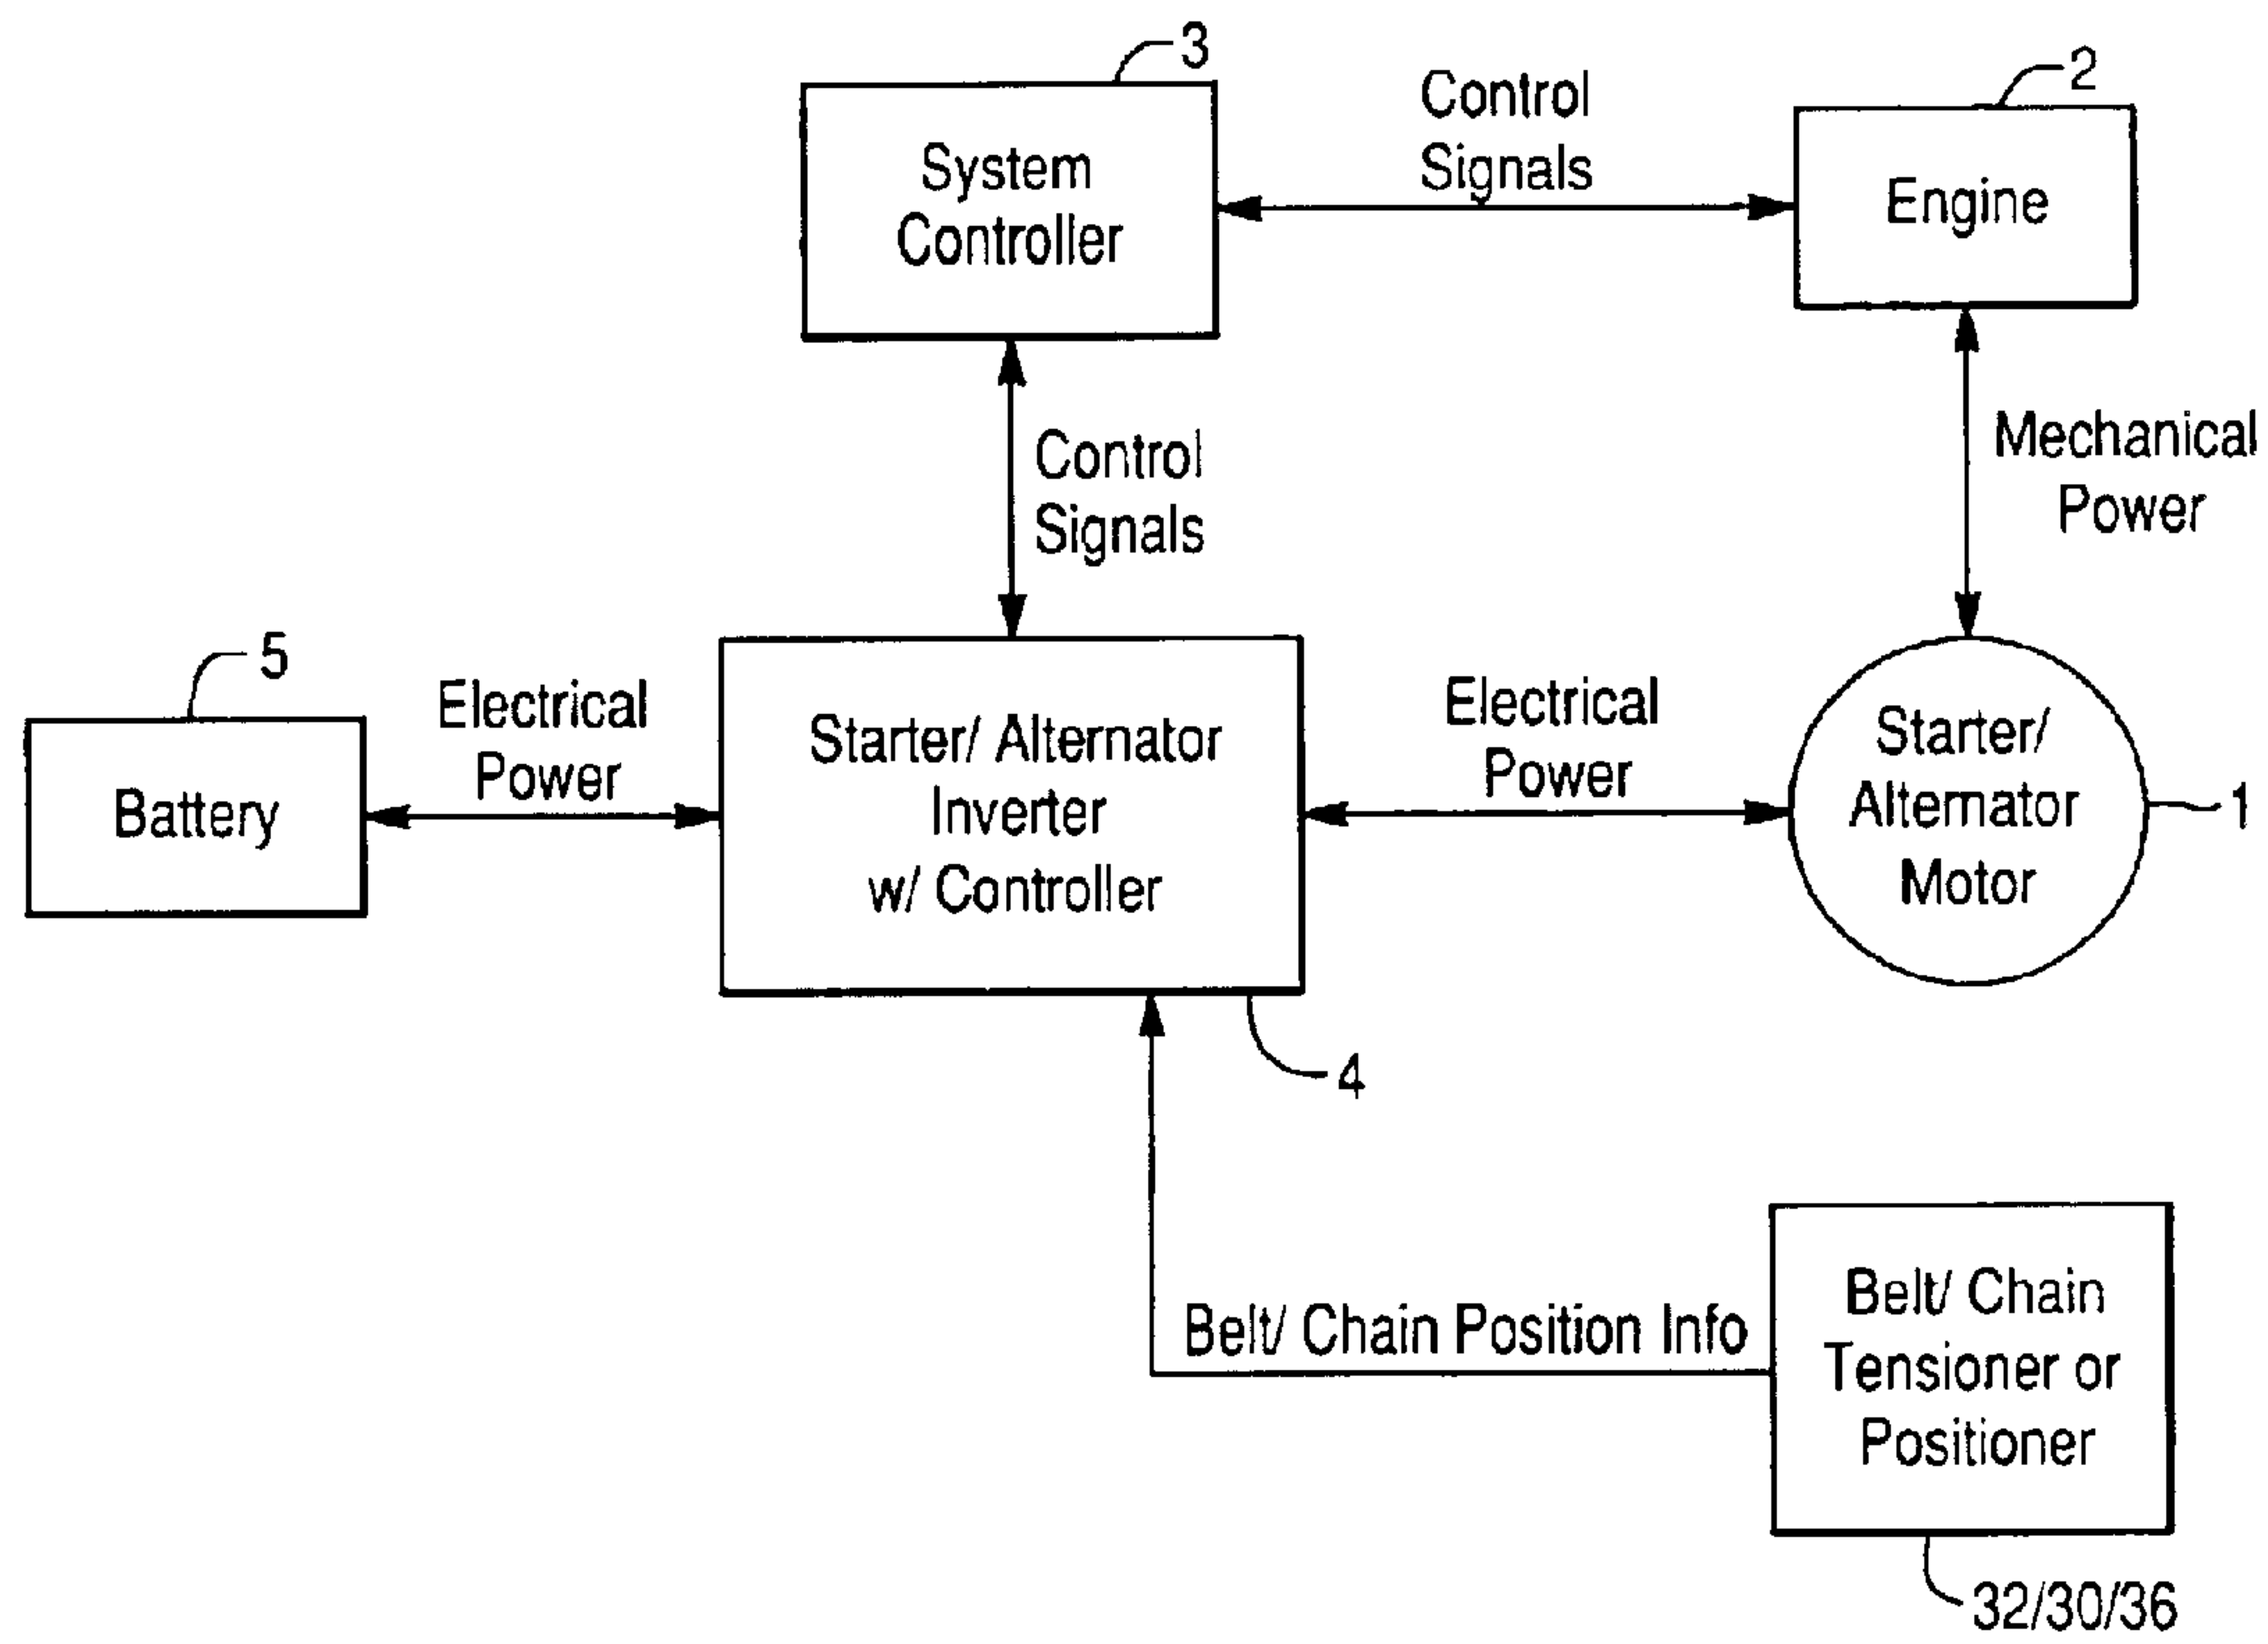 3
System
Controller
Control
Signals
2
Engine
Control
Signals
Mechanical
Power
5
Battery
Electrical
Power
Starter/ Alternator
Inverter
w/ Controller
4
Electrical
Power
Starter/
Alternator
Motor
1
Belt/ Chain Position Info
Belt/ Chain
Tensioner or
Positioner
32/30/36